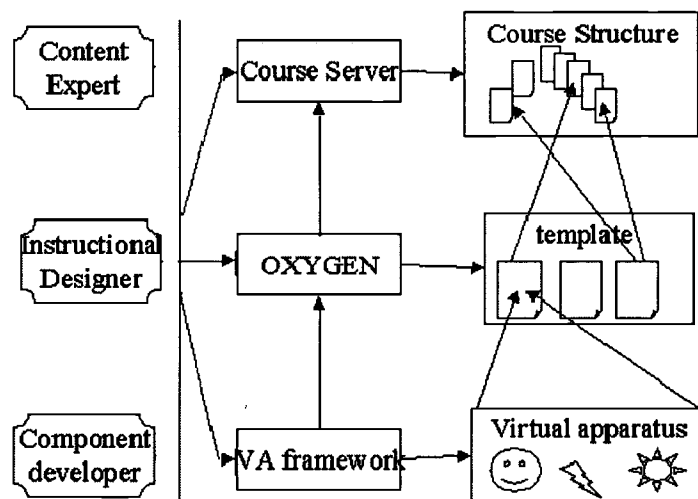 Content
Expert
Course Server
Course Structure
Instructional
Designer
OXYGEN
template
Component
developer
VA framework
Virtual apparatus